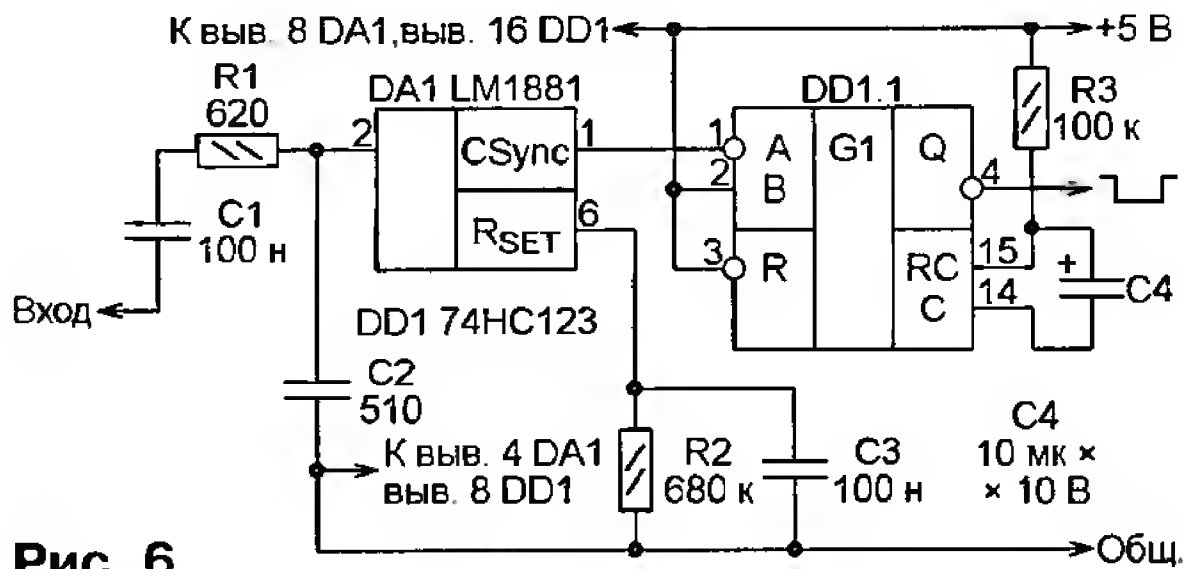 К выв. 8 DA1,выв. 16 DD1
+5 В
R1
620
DA1 LM1881
DD1.1
R3
100 к
2
CSync
1
1
A
G1
Q
2
B
4
C1
100 н
6
RSET
3
R
RC
15
+
C
14
C4
Вход
DD1 74HC123
C2
510
К выв. 4 DA1
выв. 8 DD1
R2
680 к
C3
100 н
C4
10 мк ×
× 10 В
Общ.
Рис. 6